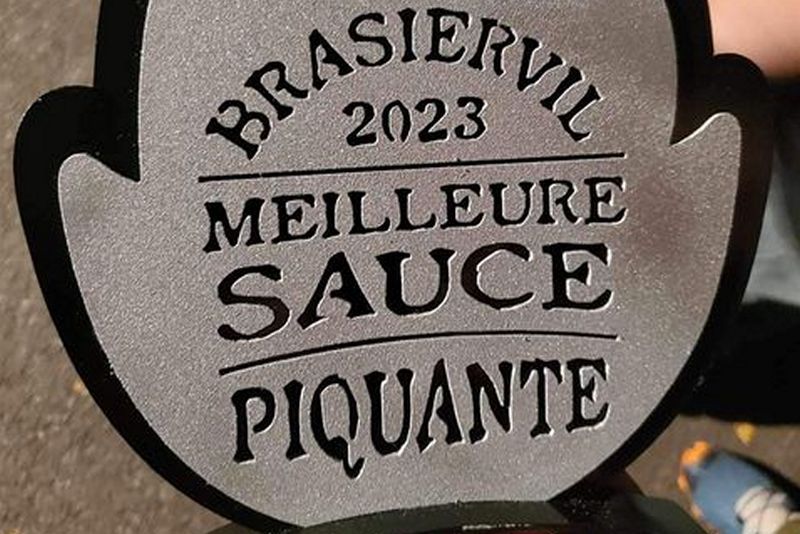 BRASIERVIL
2023
MEILLEURE
SAUCE
PIQUANTE